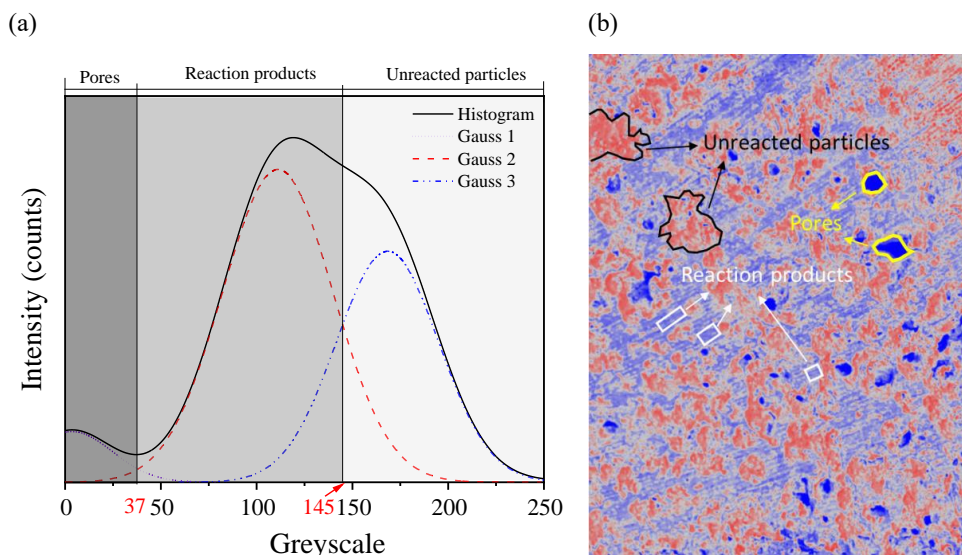 (a)
(b)
Pores
Reaction products
Unreacted particles
Histogram
Gauss 1
Gauss 2
Gauss 3
Intensity (counts)
0 37 50 100 145 150 200 250
Greyscale
Unreacted particles
Pores
Reaction products